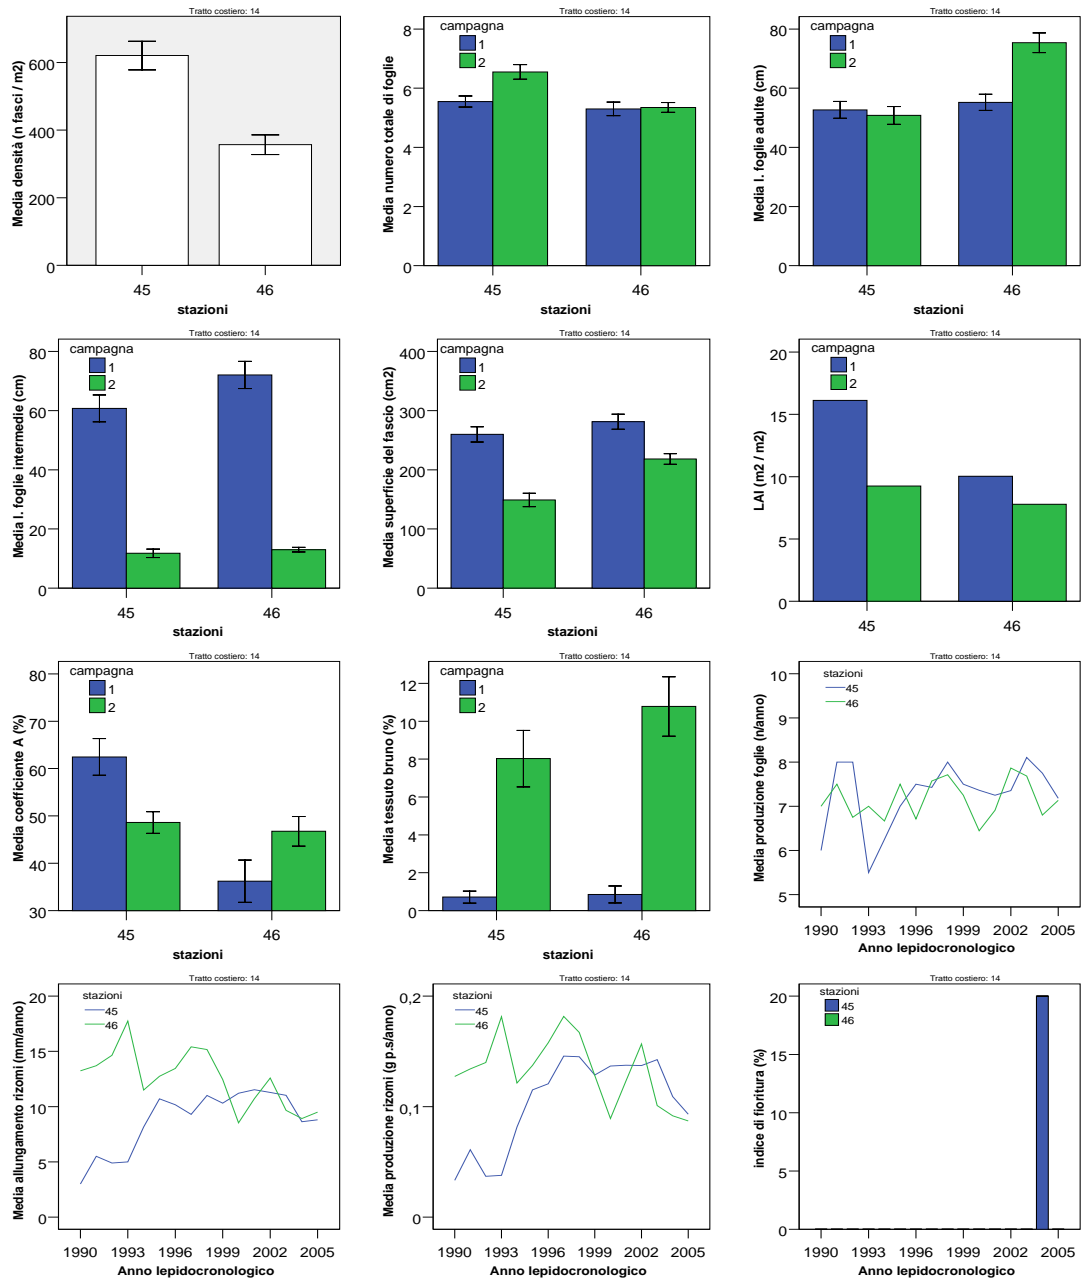 Tratto costiero: 14
Media densità (n fasci / m2)
600
400
200
0
45
46
stazioni
Tratto costiero: 14
campagna
1
2
Media numero totale di foglie
8
6
4
2
0
45
46
stazioni
Tratto costiero: 14
campagna
1
2
Media l. foglie adulte (cm)
80
60
40
20
0
45
46
stazioni
Tratto costiero: 14
campagna
1
2
Media l. foglie intermedie (cm)
80
60
40
20
0
45
46
stazioni
Tratto costiero: 14
campagna
1
2
Media superficie del fascio (cm2)
400
300
200
100
0
45
46
stazioni
Tratto costiero: 14
campagna
1
2
LAI (m2 / m2)
20
15
10
5
0
45
46
stazioni
Tratto costiero: 14
campagna
1
2
Media coefficiente A (%)
80
70
60
50
40
30
45
46
stazioni
Tratto costiero: 14
campagna
1
2
Media tessuto bruno (%)
12
10
8
6
4
2
0
45
46
stazioni
Tratto costiero: 14
stazioni
45
46
Media produzione foglie (n/anno)
10
9
8
7
6
5
1990 1993 1996 1999 2002 2005
Anno lepidocronologico
Tratto costiero: 14
stazioni
45
46
Media allungamento rizomi (mm/anno)
20
15
10
5
0
1990 1993 1996 1999 2002 2005
Anno lepidocronologico
Tratto costiero: 14
stazioni
45
46
Media produzione rizomi (g p.s/anno)
0,2
0,1
0,0
1990 1993 1996 1999 2002 2005
Anno lepidocronologico
Tratto costiero: 14
stazioni
45
46
indice di fioritura (%)
20
15
10
5
0
1990 1993 1996 1999 2002 2005
Anno lepidocronologico